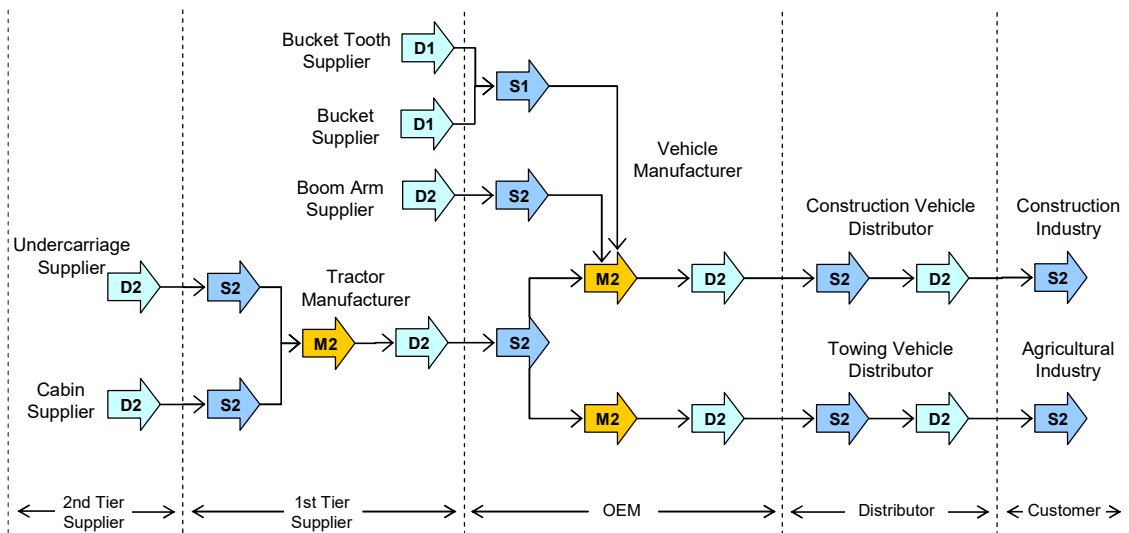 Bucket Tooth
Supplier
D1
S1
Bucket
Supplier
D1
Vehicle
Manufacturer
Boom Arm
Supplier
D2
S2
Construction Vehicle
Distributor
Construction
Industry
Undercarriage
Supplier
D2
S2
Tractor
Manufacturer
M2
D2
S2
D2
S2
M2
D2
S2
Towing Vehicle
Distributor
Agricultural
Industry
Cabin
Supplier
D2
S2
M2
D2
S2
D2
S2
2nd Tier
Supplier
1st Tier
Supplier
OEM
Distributor
Customer